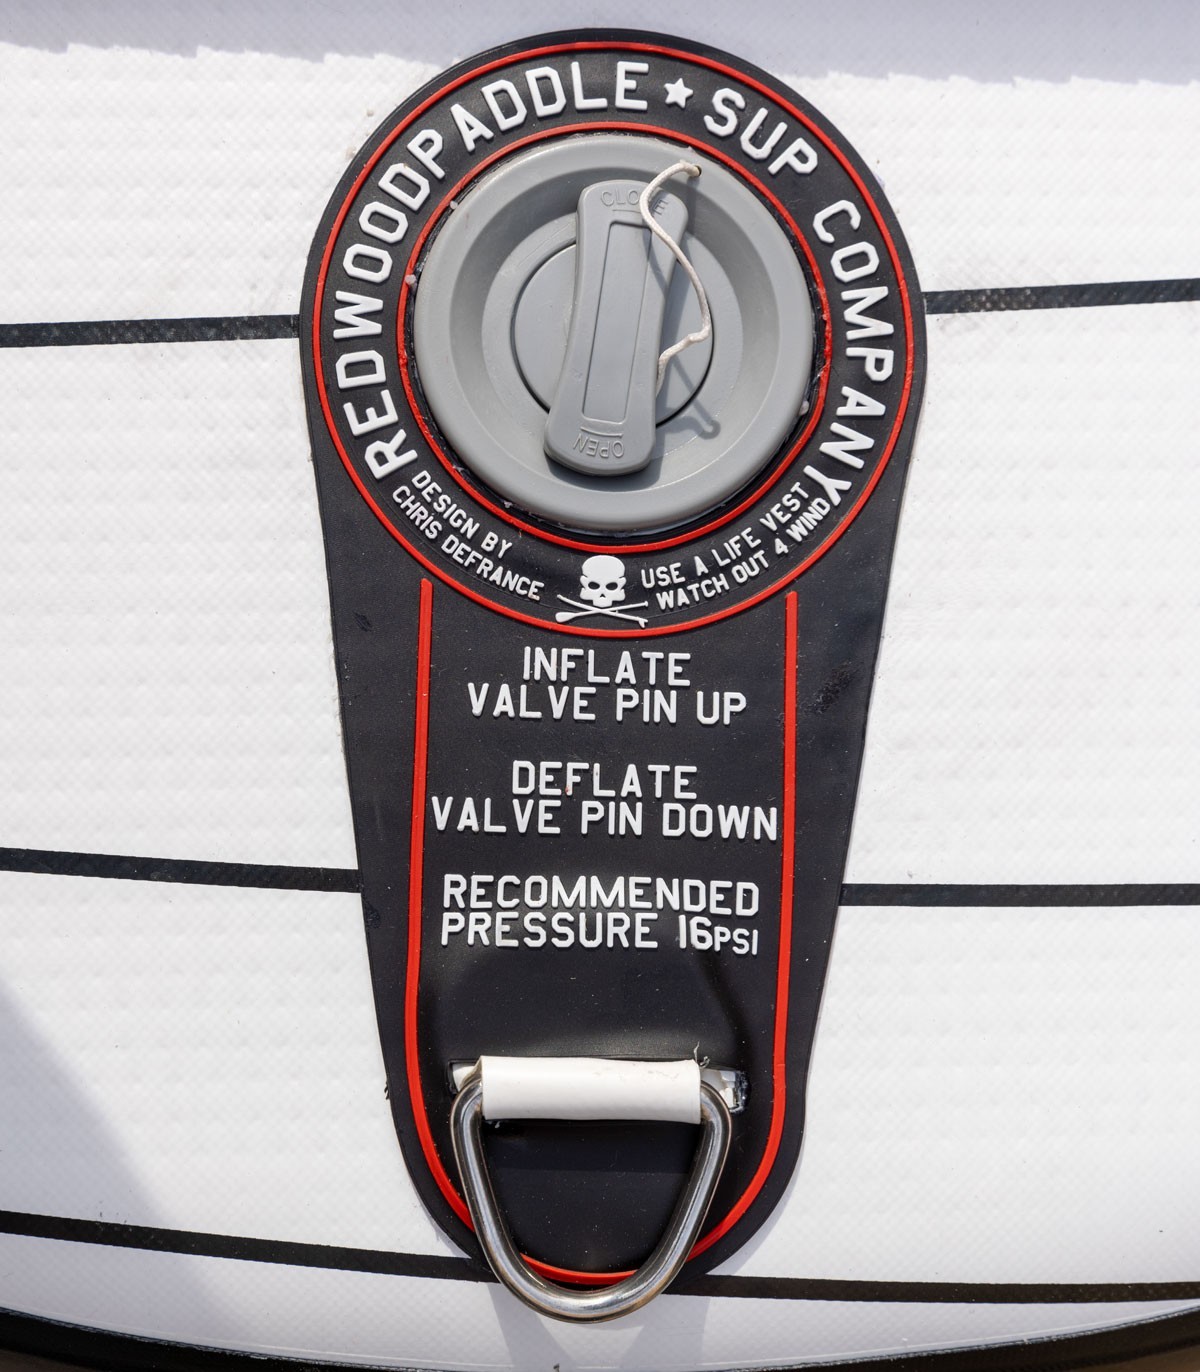 REDWOODPADDLE ★ SUP COMPANY
CLOSE
OPEN
DESIGN BY
CHRIS DEFRANCE
USE A LIFE VEST
WATCH OUT 4 WIND
INFLATE
VALVE PIN UP
DEFLATE
VALVE PIN DOWN
RECOMMENDED
PRESSURE 16PSI